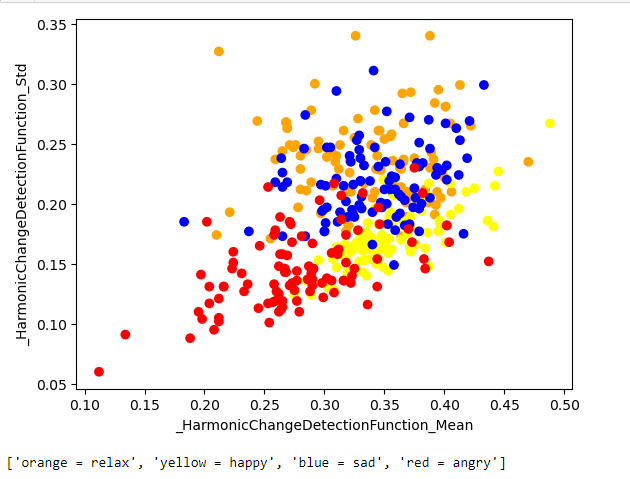 0.35
0.30
0.25
0.20
0.15
0.10
0.05
_HarmonicChangeDetectionFunction_Std
0.10 0.15 0.20 0.25 0.30 0.35 0.40 0.45 0.50
_HarmonicChangeDetectionFunction_Mean
['orange = relax', 'yellow = happy', 'blue = sad', 'red = angry']